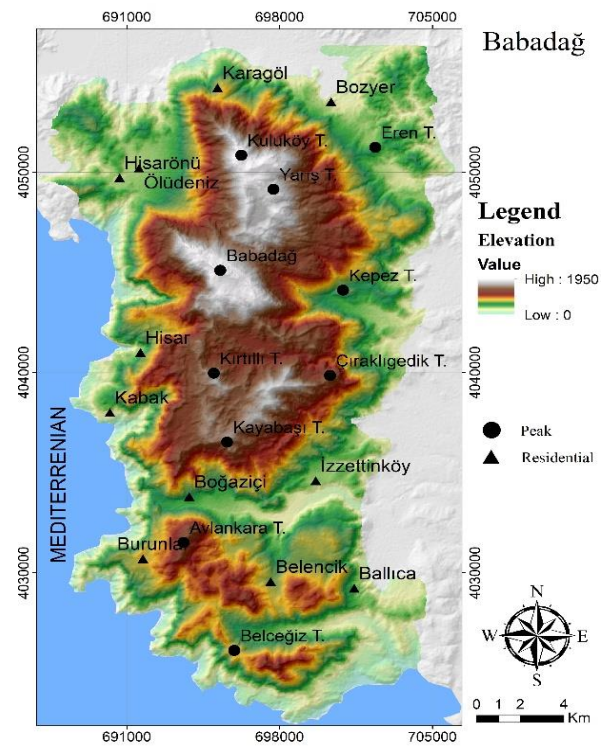 691000 698000 705000
Babadağ
Karagöl
Bozyer
Kuluköy T.
Eren T.
4050000
4050000
Hisarönü
Ölüdeniz
Yarış T.
Legend
Elevation
Value
High : 1950
Low : 0
Babadağ
Kepez T.
Hisar
Kırtıllı T.
Çıraklıgedik T.
4040000
4040000
Kabak
Peak
Residential
Kayabaşı T.
MEDITERRENIAN
İzzettinköy
Boğaziçi
Avlankara T.
Burunla
4030000
4030000
Belencik
Ballıca
N
W E
S
Belceğiz T.
0 1 2 4
Km
691000 698000 705000